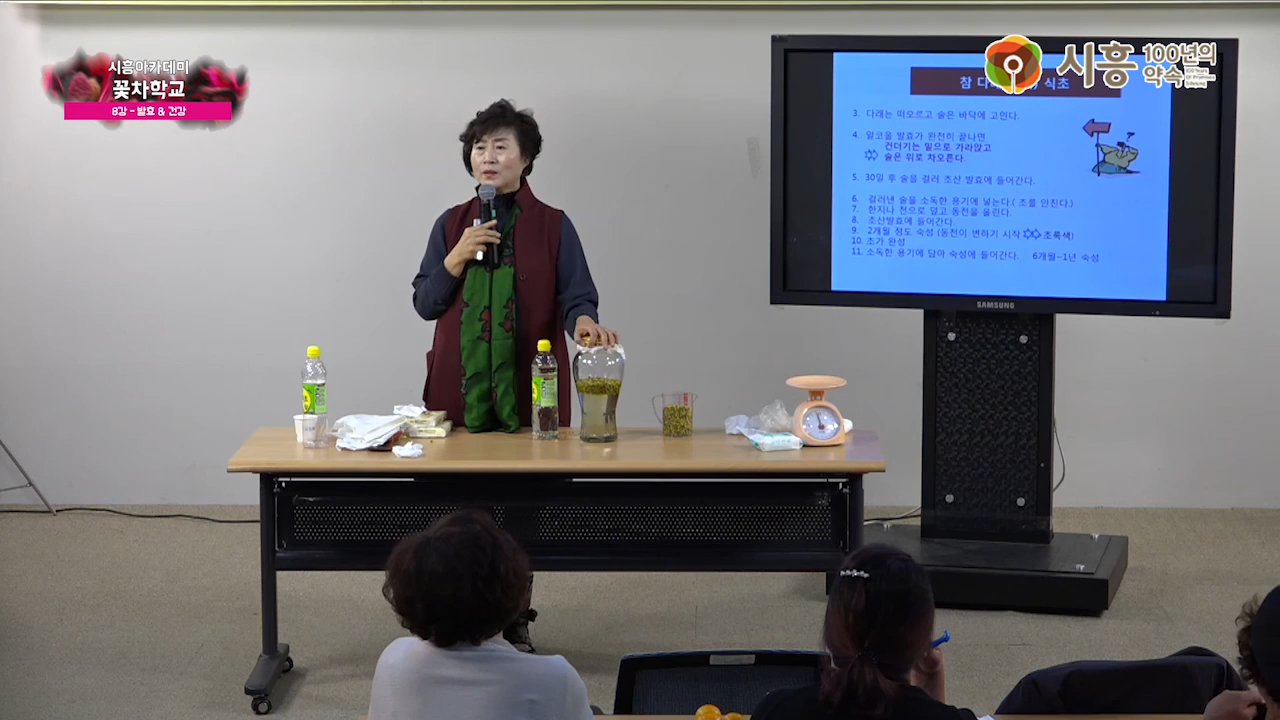 시흥아카데미
꽃차학교
8강 - 발효 & 건강
시흥
100년의
약속
참 다
식초
3. 다래는 떠오르고 술은 바닥에 고인다.
4. 알코올 발효가 완전히 끝나면
건더기는 밑으로 가라앉고
술은 위로 차오른다.
5. 30일 후 술을 걸러 초산 발효에 들어간다.
6. 걸러낸 술을 소독한 용기에 넣는다.( 초를 안친다.)
7. 한지나 천으로 덮고 동전을 올린다.
8. 초산발효에 들어간다.
9. 2개월 정도 숙성 (동전이 변하기 시작 초록색)
10. 초가 완성
11. 소독한 용기에 담아 숙성에 들어간다. 6개월-1년 숙성
SAMSUNG